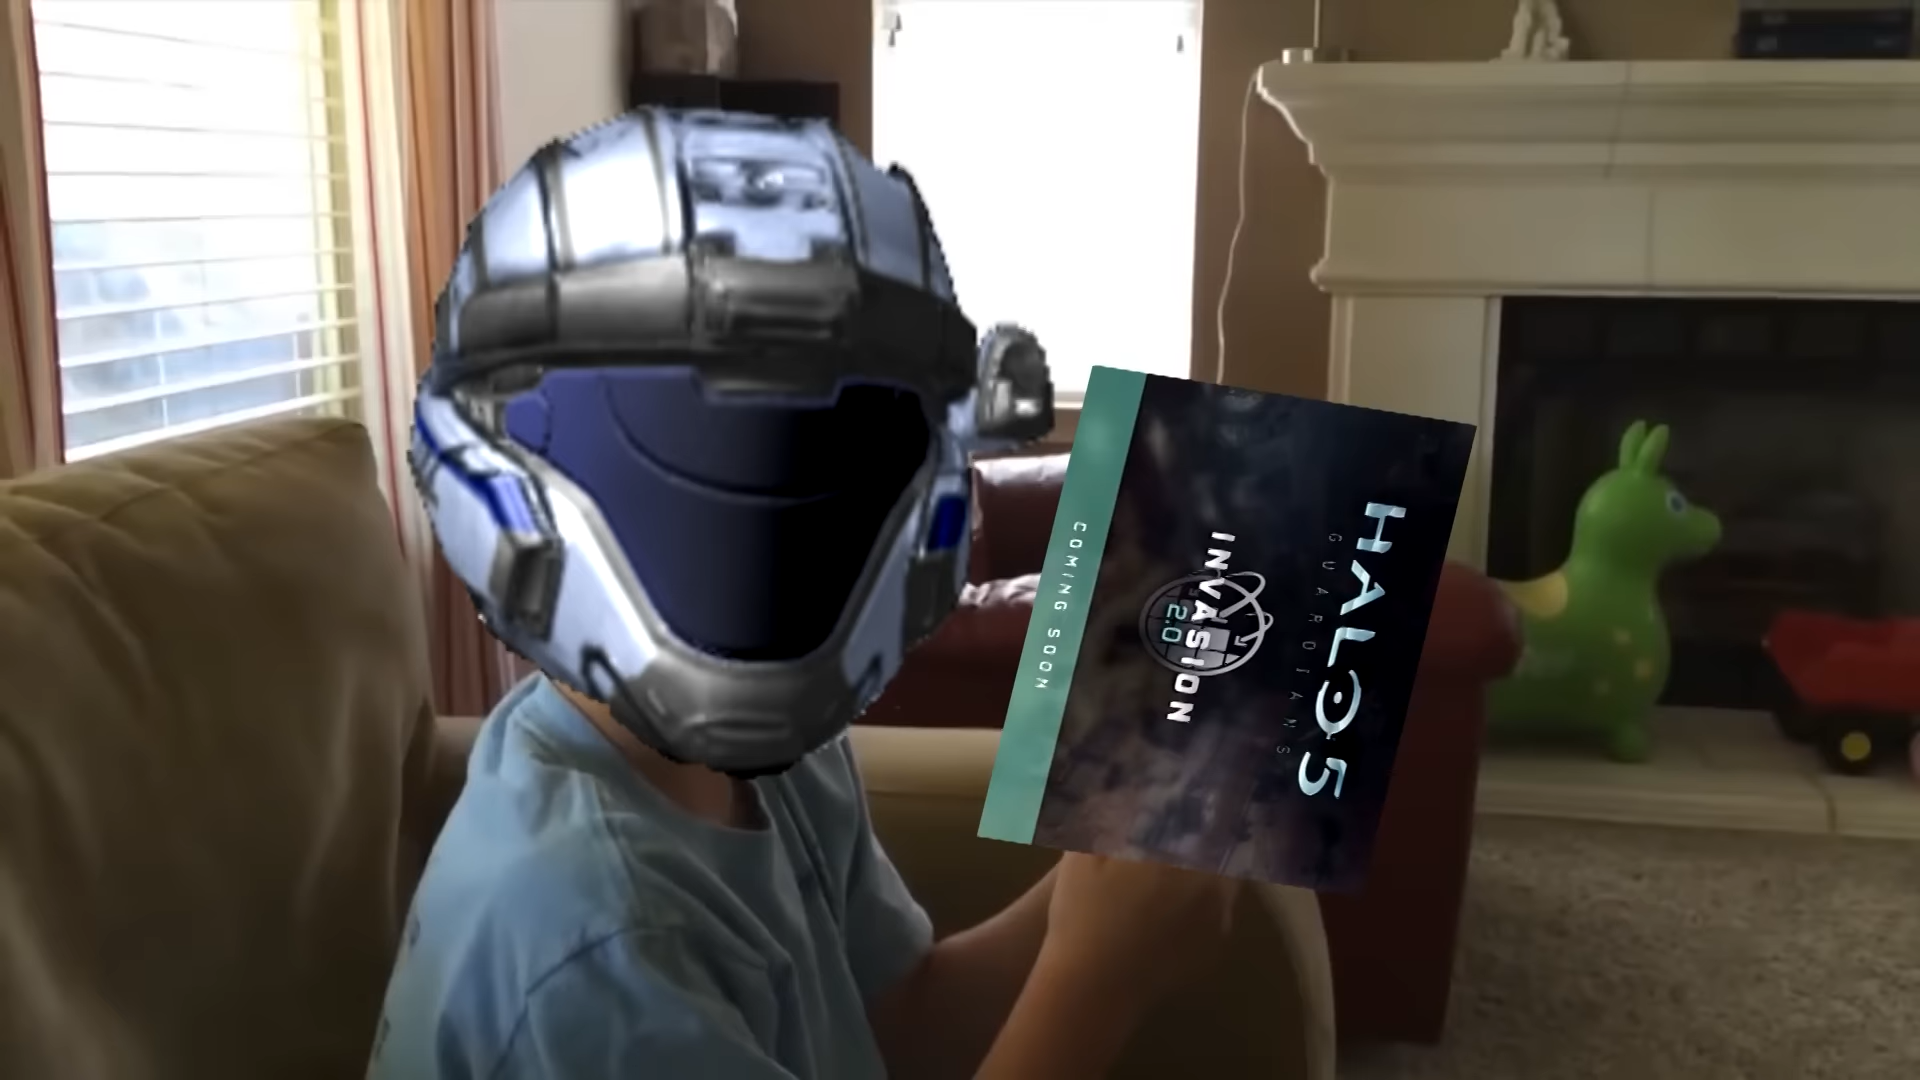 HALO 5
GUARDIANS
INVASION
2.0
COMING SOON